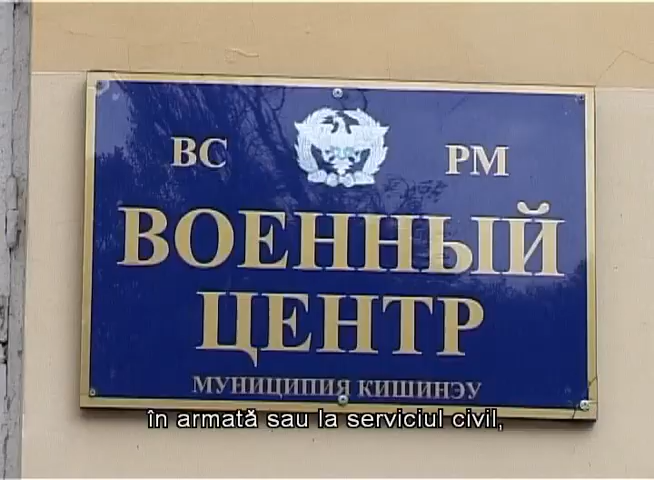 ВС РМ
ВОЕННЫЙ
ЦЕНТР
МУНИЦИПИЯ КИШИНЭУ
în armată sau la serviciul civil,